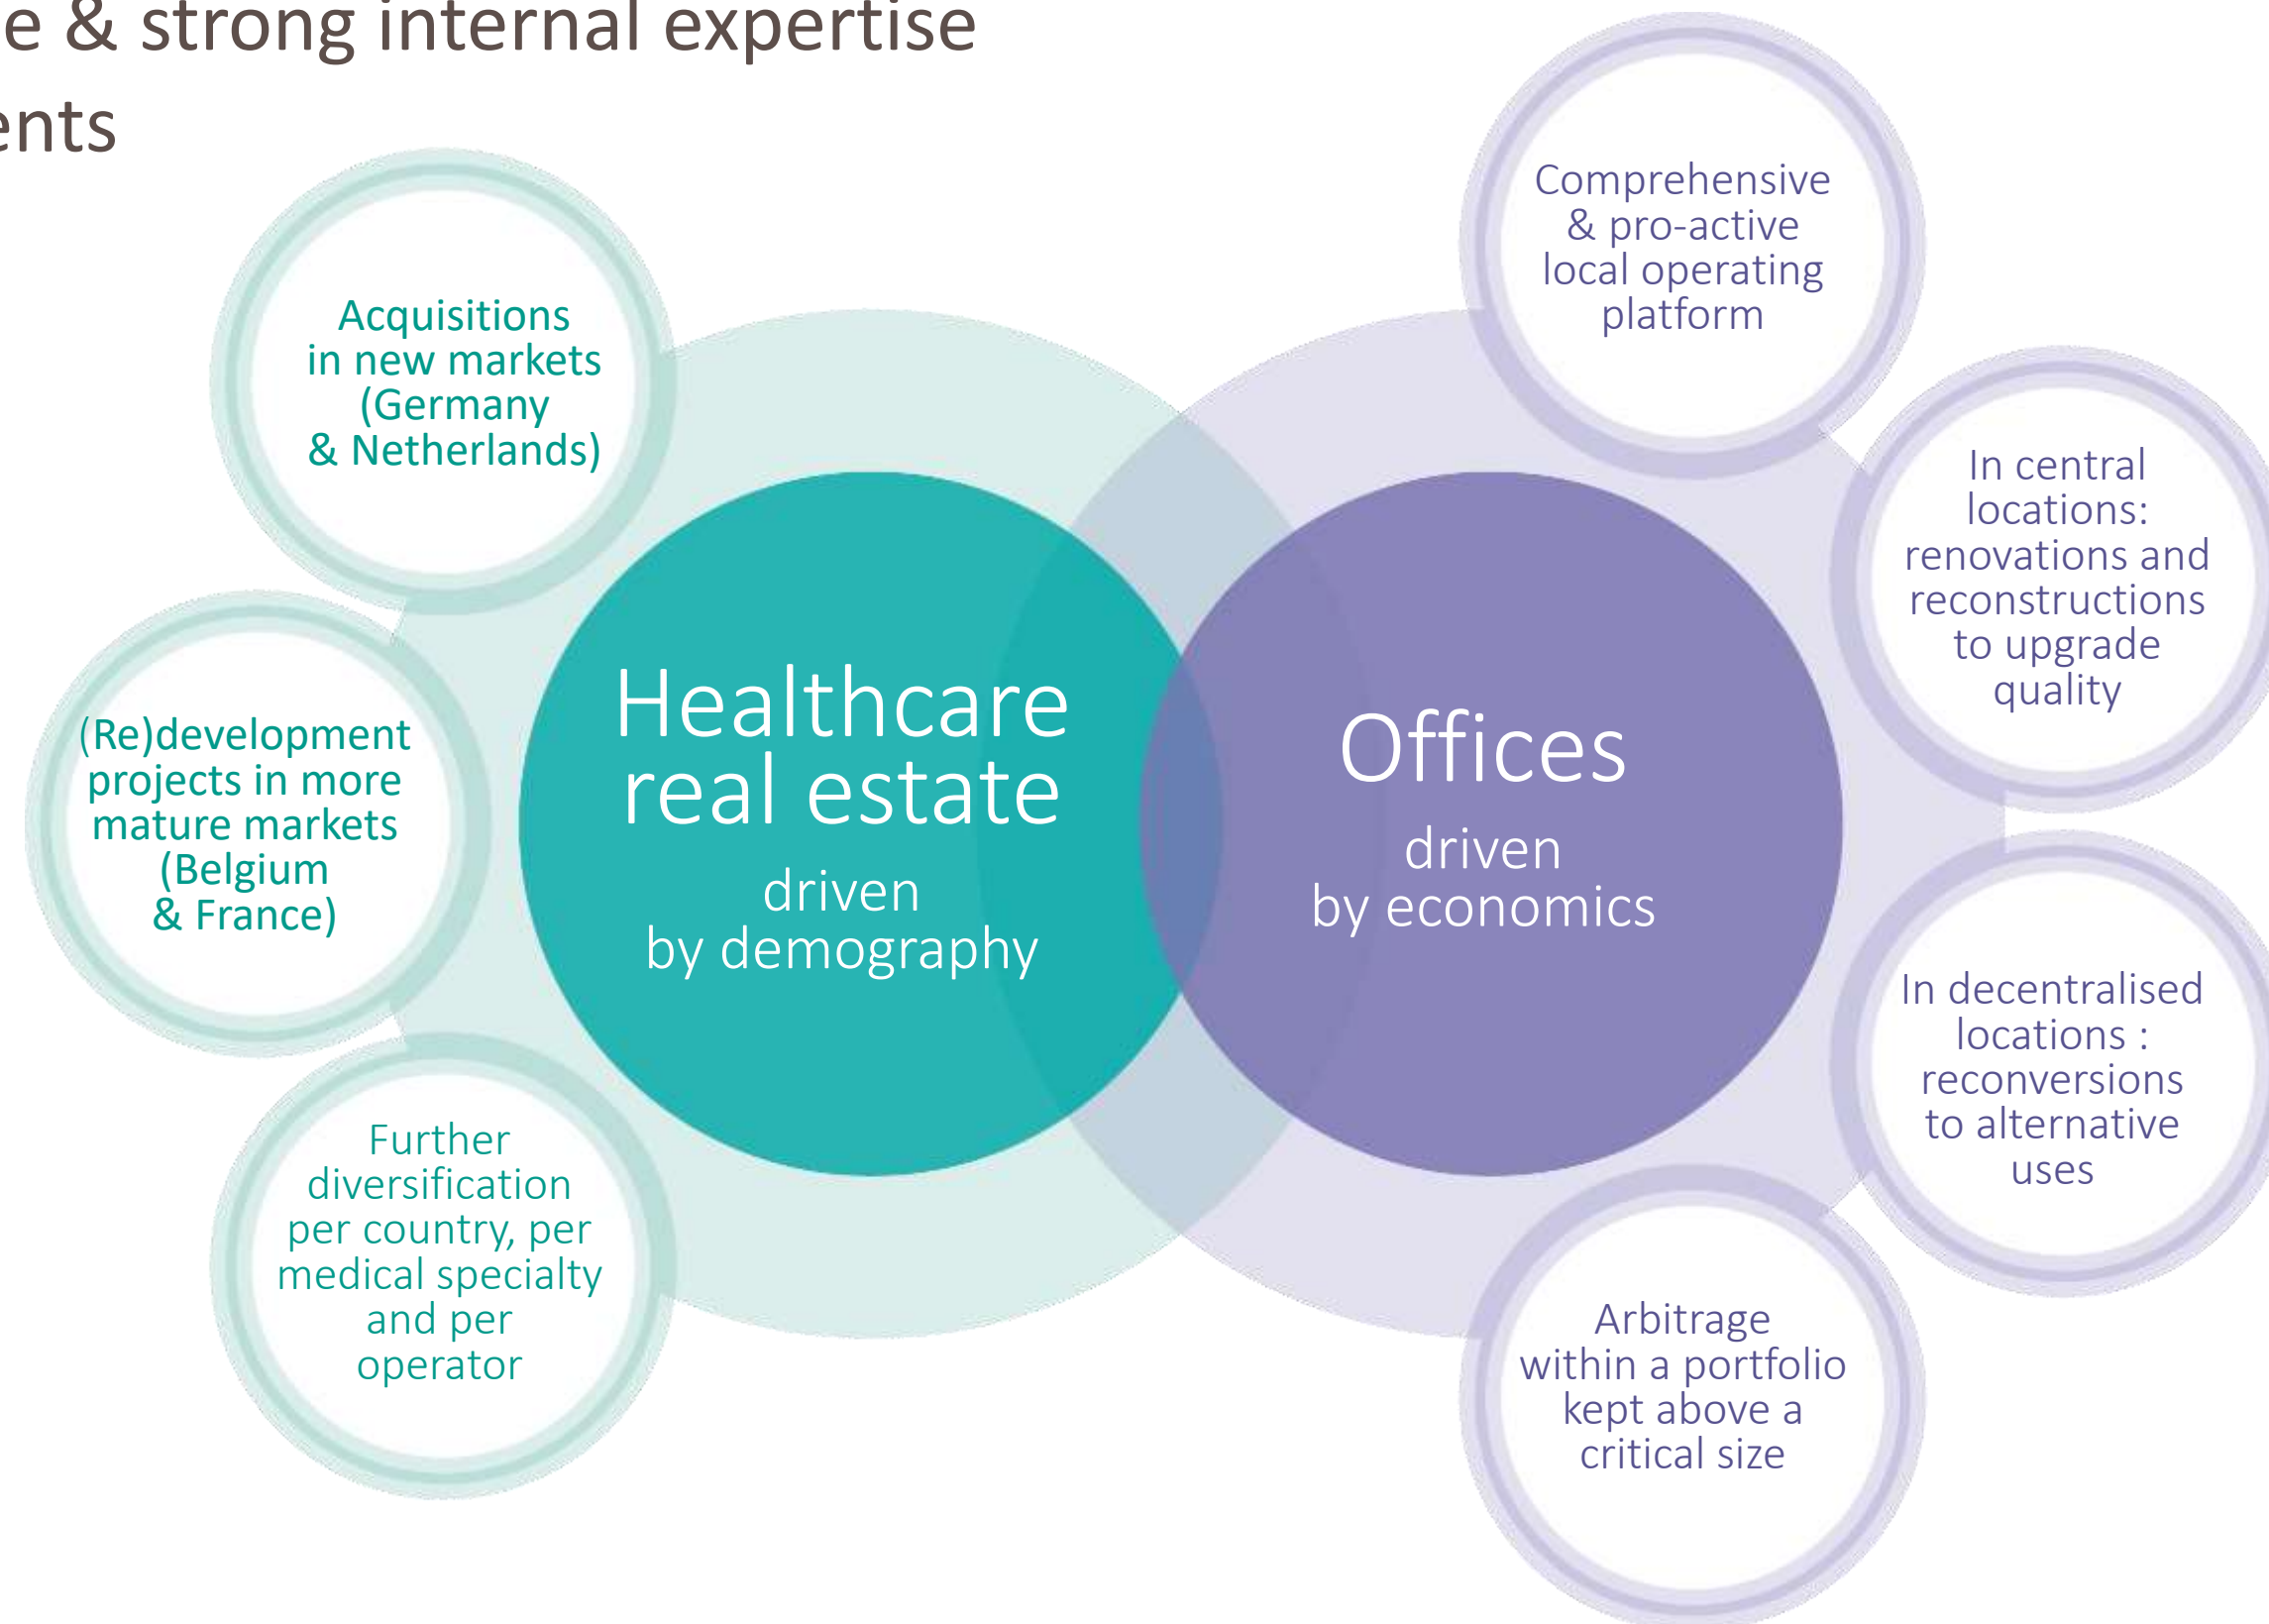 e & strong internal expertise
ents
Acquisitions
in new markets
(Germany
& Netherlands)
(Re)development
projects in more
mature markets
(Belgium
& France)
Further
diversification
per country, per
medical specialty
and per
operator
Healthcare
real estate
driven
by demography
Offices
driven
by economics
Comprehensive
& pro-active
local operating
platform
In central
locations:
renovations and
reconstructions
to upgrade
quality
In decentralised
locations :
reconversions
to alternative
uses
Arbitrage
within a portfolio
kept above a
critical size